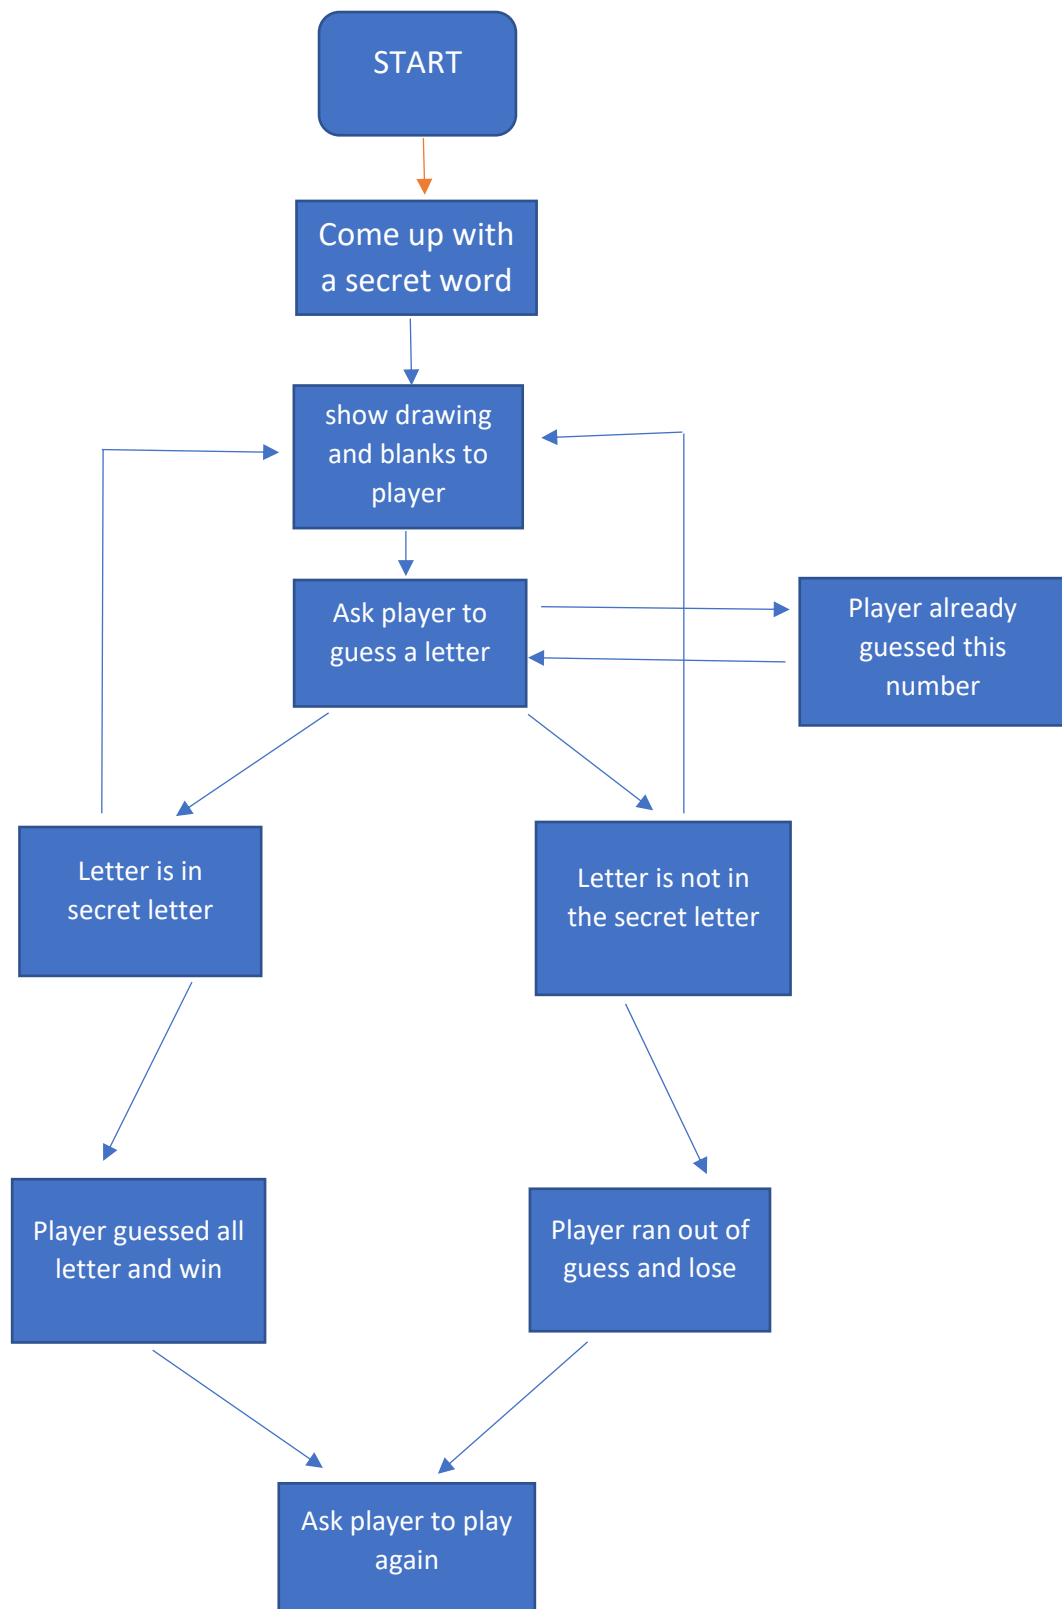 START
Come up with
a secret word
show drawing
and blanks to
player
Ask player to
guess a letter
Player already
guessed this
number
Letter is in
secret letter
Letter is not in
the secret letter
Player guessed all
letter and win
Player ran out of
guess and lose
Ask player to play
again